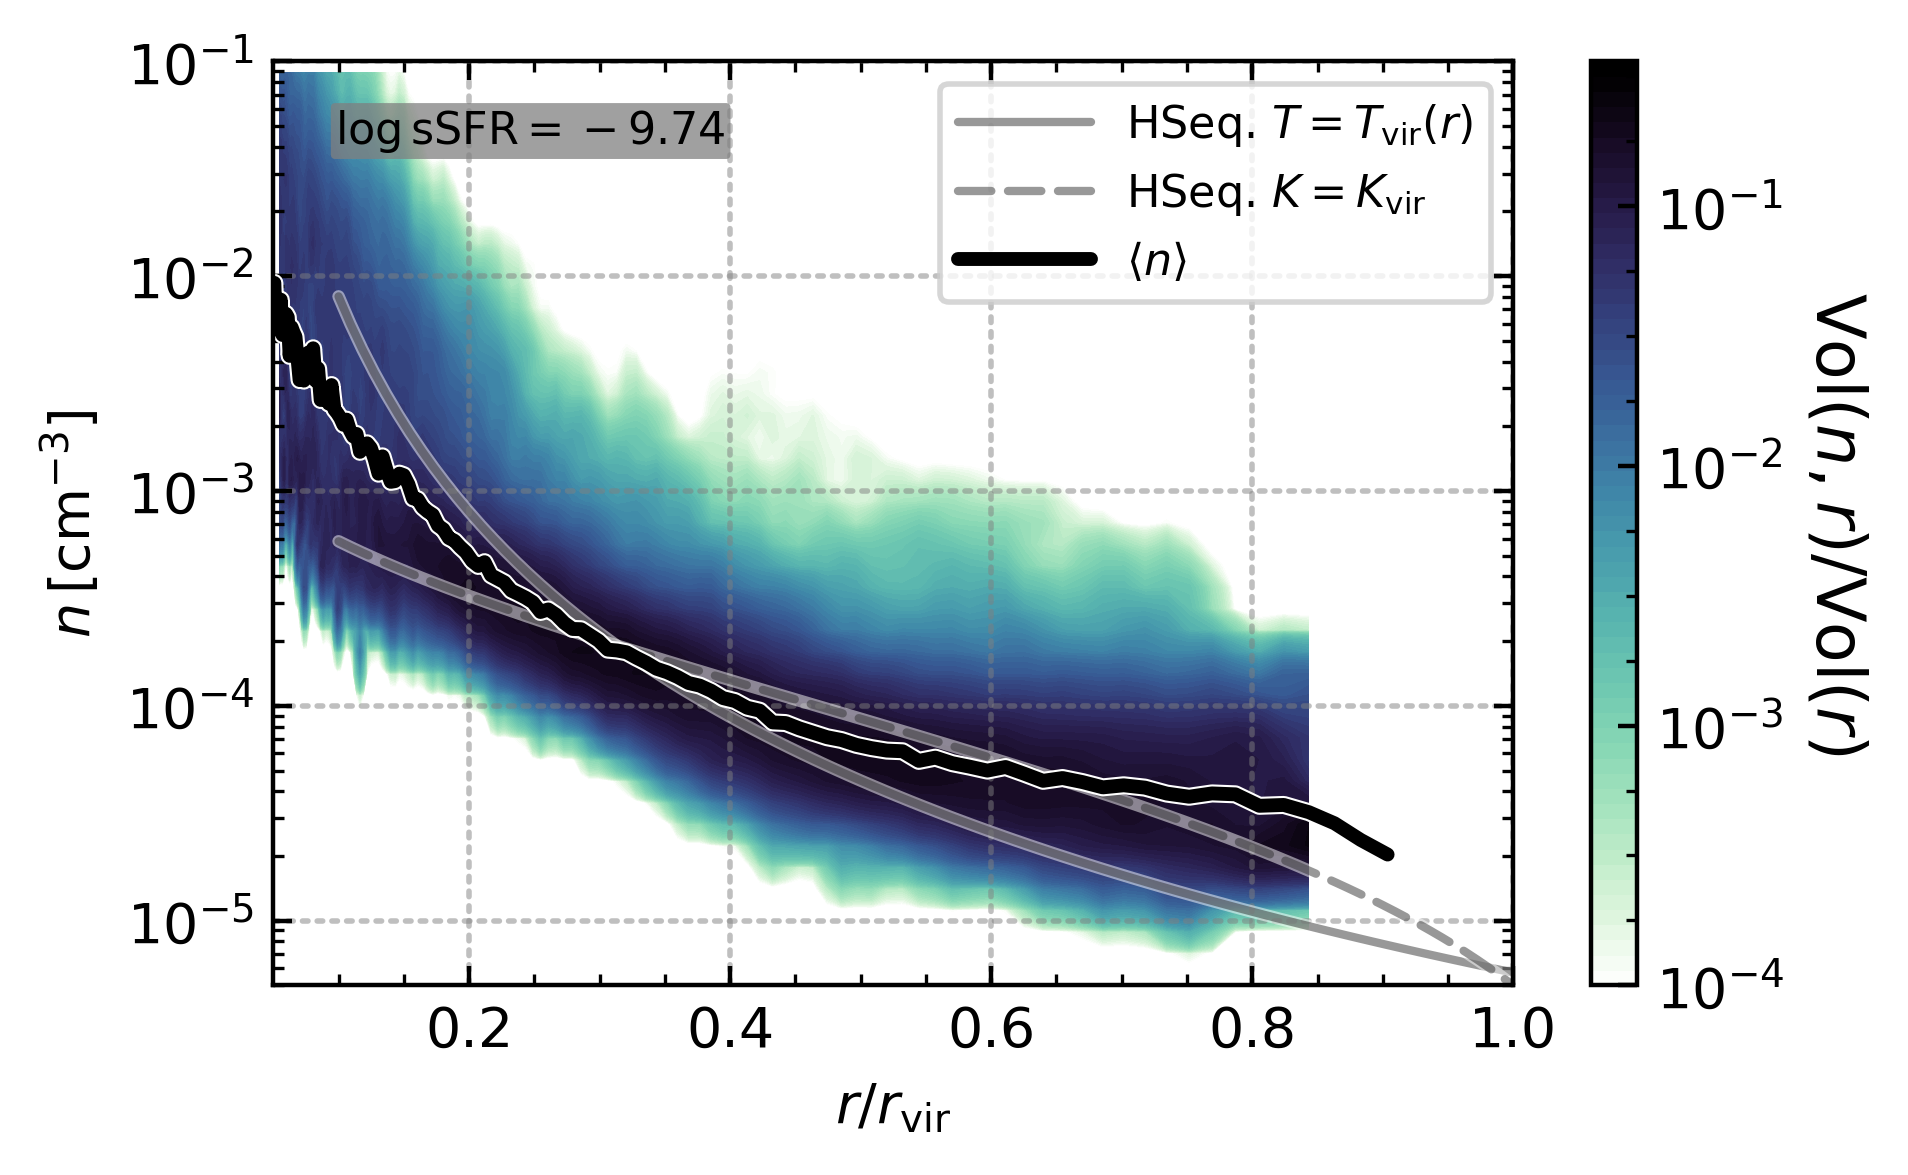 10⁻¹
10⁻²
10⁻³
10⁻⁴
10⁻⁵
n [cm⁻³]
log sSFR = −9.74
HSeq. T = T_vir(r)
HSeq. K = K_vir
⟨n⟩
0.2 0.4 0.6 0.8 1.0
r/r_vir
10⁻¹
10⁻²
10⁻³
10⁻⁴
Vol(n, r)/Vol(r)